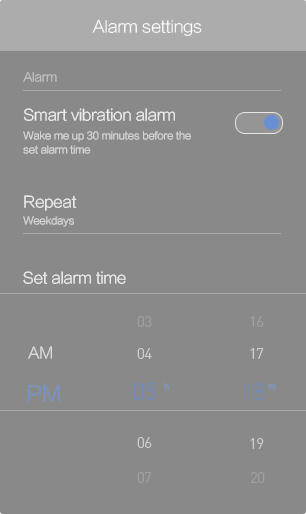 Alarm settings
Alarm
Smart vibration alarm
Wake me up 30 minutes before the
set alarm time
Repeat
Weekdays
Set alarm time
03 16
AM 04 17
PM 05 18
06 19
07 20